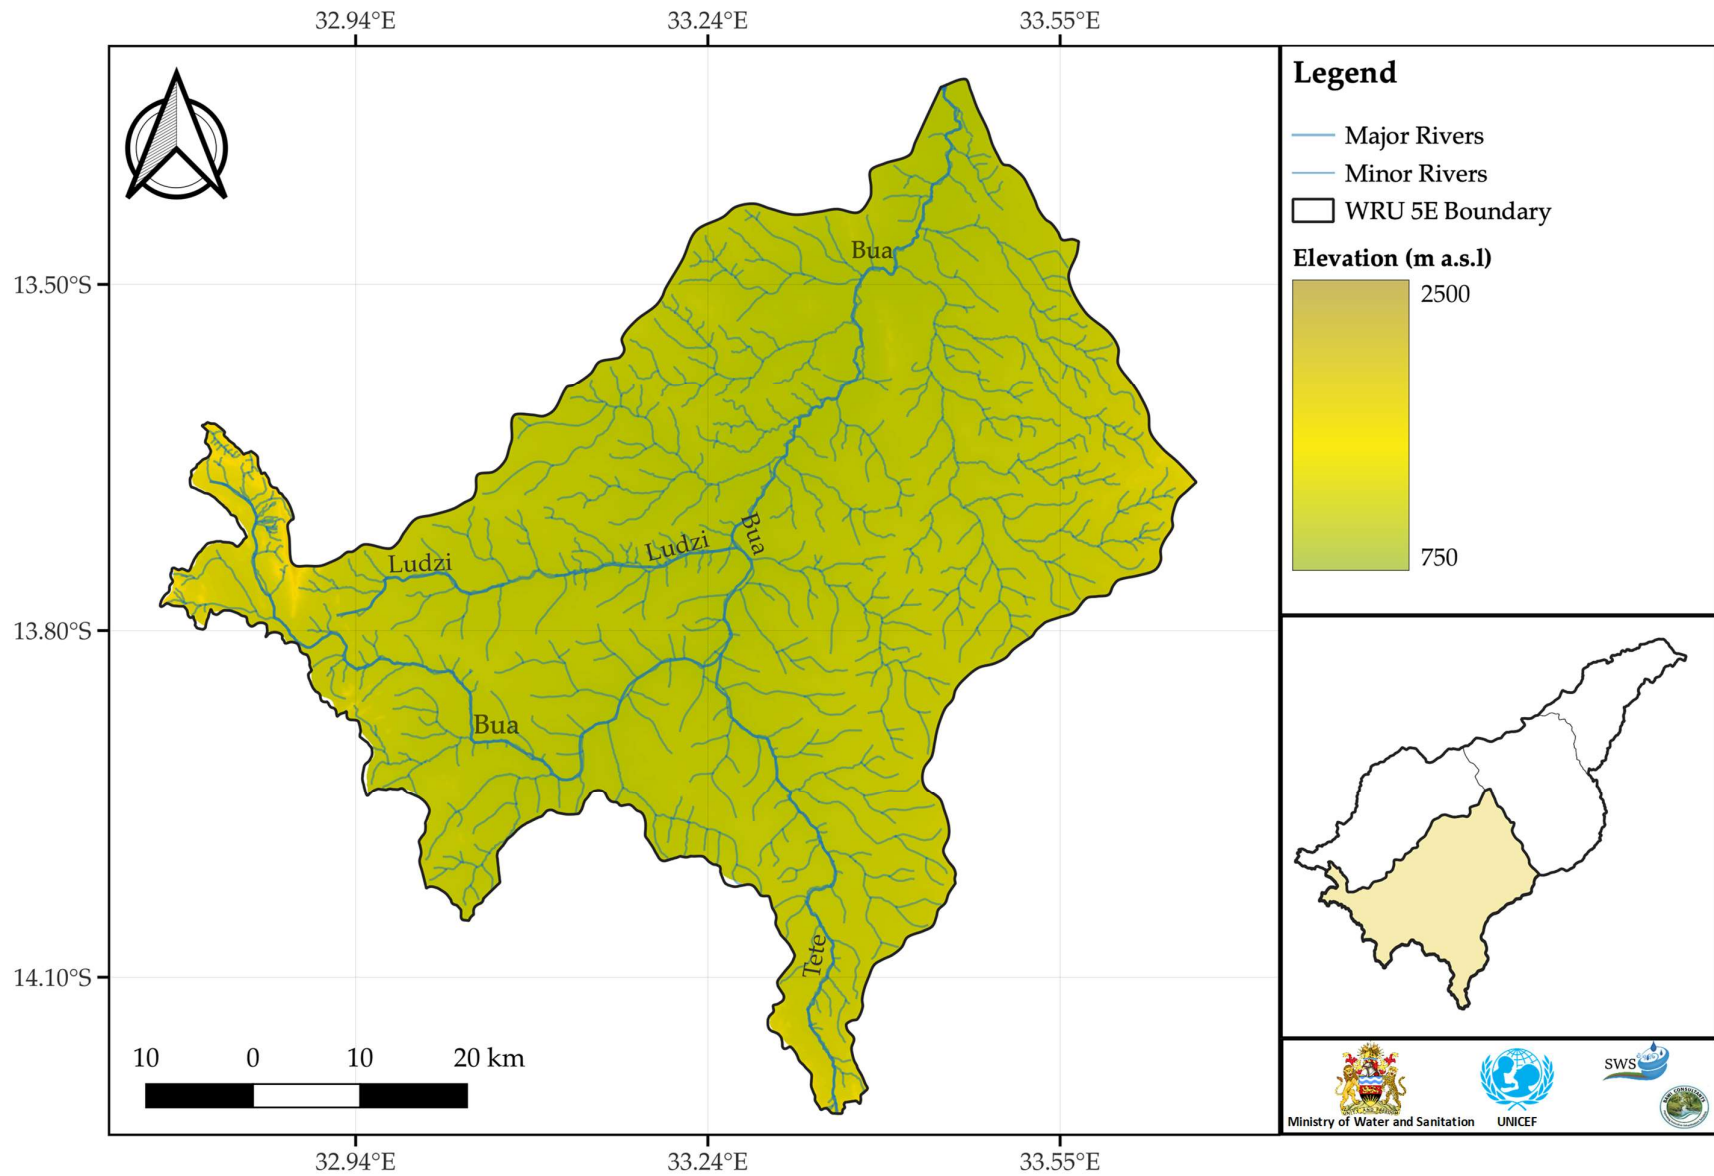 32.94°E
33.24°E
33.55°E
13.50°S
13.80°S
14.10°S
Bua
Bua
Ludzi
Ludzi
Bua
Tete
10 0 10 20 km
32.94°E
33.24°E
33.55°E
Legend
Major Rivers
Minor Rivers
WRU 5E Boundary
Elevation (m a.s.l)
2500
750
Ministry of Water and Sanitation
UNICEF
SWS